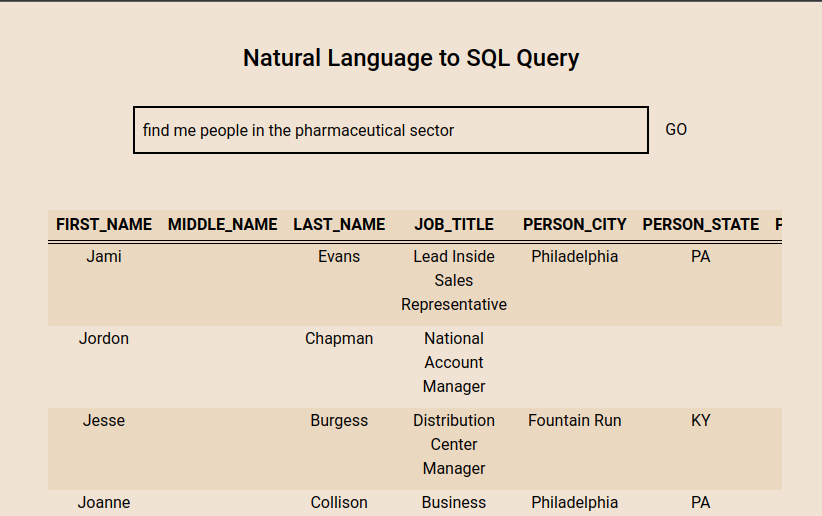 Natural Language to SQL Query
find me people in the pharmaceutical sector GO
FIRST_NAME MIDDLE_NAME LAST_NAME JOB_TITLE PERSON_CITY PERSON_STATE P
Jami Evans Lead Inside Philadelphia PA
Sales
Representative
Jordon Chapman National
Account
Manager
Jesse Burgess Distribution Fountain Run KY
Center
Manager
Joanne Collison Business Philadelphia PA